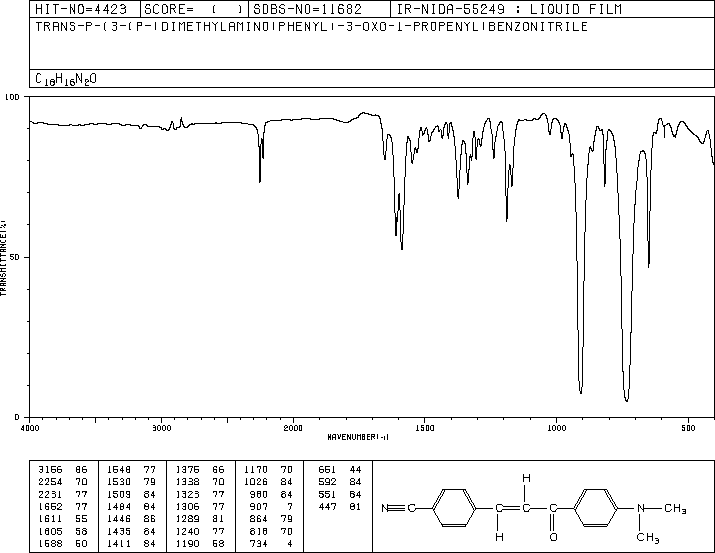 HIT-NO=4423 SCORE= ( ) SDBS-NO=11682 IR-NIDA-55249 : LIQUID FILM
TRANS-P-(3-(P-(DIMETHYLAMINO)PHENYL)-3-OXO-1-PROPENYL)BENZONITRILE
C18H16N2O
100
50
0
TRANSMITTANCE(%)
4000 3000 2000 1500 1000 500
WAVENUMBER(-1)
86 1548 77 1376 66 1170 70 651 44
2254 70 1530 79 1338 70 1026 84 592 84
2231 77 1509 84 1323 77 980 84 551 84
1652 77 1484 84 1306 77 907 7 447 81
1611 55 1446 86 1289 81 864 79
1605 58 1435 84 1240 77 818 70
1588 50 1411 84 1190 58 734 4
H
N C C C C N CH3
H O CH3